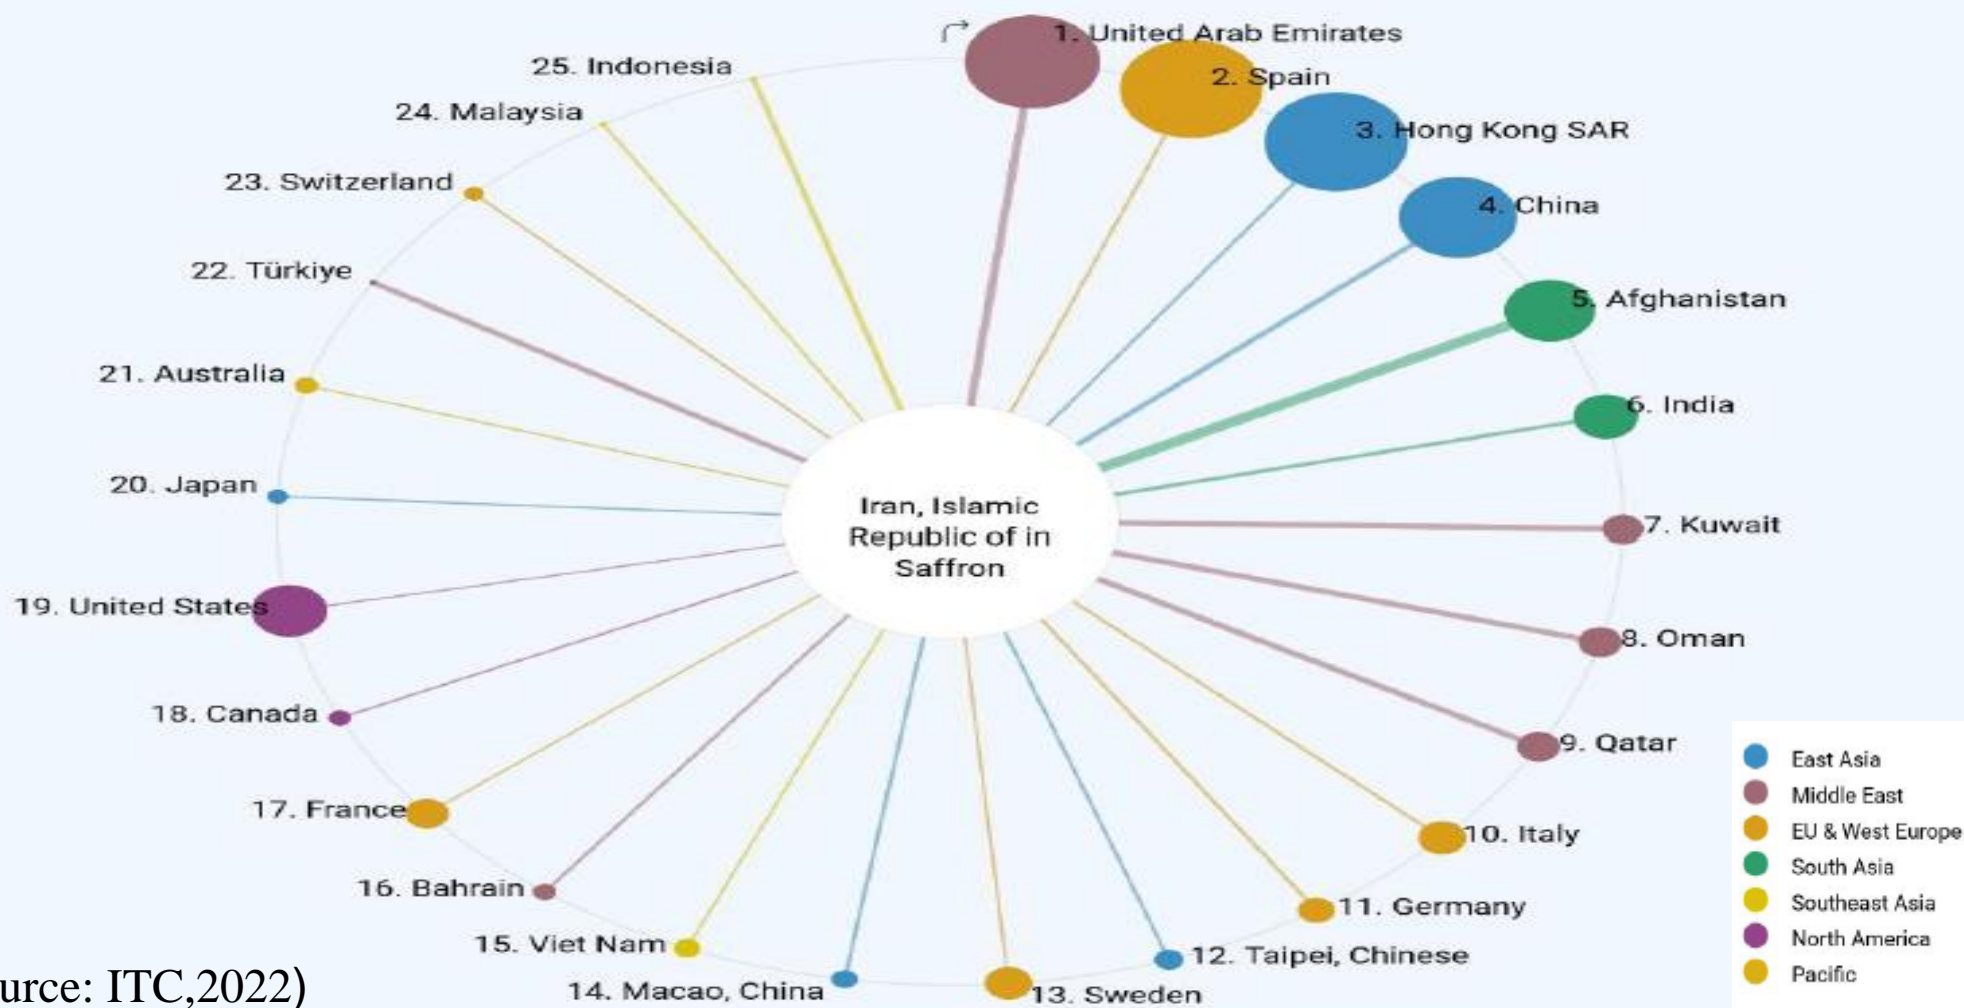 1. United Arab Emirates
2. Spain
3. Hong Kong SAR
4. China
5. Afghanistan
6. India
7. Kuwait
8. Oman
9. Qatar
10. Italy
11. Germany
12. Taipei, Chinese
13. Sweden
14. Macao, China
15. Viet Nam
16. Bahrain
17. France
18. Canada
19. United States
20. Japan
21. Australia
22. Türkiye
23. Switzerland
24. Malaysia
25. Indonesia
Iran, Islamic
Republic of in
Saffron
East Asia
Middle East
EU & West Europe
South Asia
Southeast Asia
North America
Pacific
urce: ITC,2022)